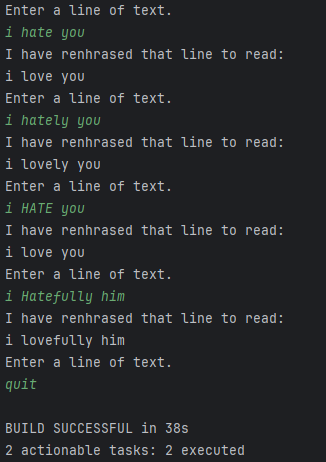 Enter a line of text.
i hate you
I have renhrased that line to read:
i love you
Enter a line of text.
i hately you
I have renhrased that line to read:
i lovely you
Enter a line of text.
i HATE you
I have renhrased that line to read:
i love you
Enter a line of text.
i Hatefully him
I have renhrased that line to read:
i lovefully him
Enter a line of text.
quit
BUILD SUCCESSFUL in 38s
2 actionable tasks: 2 executed